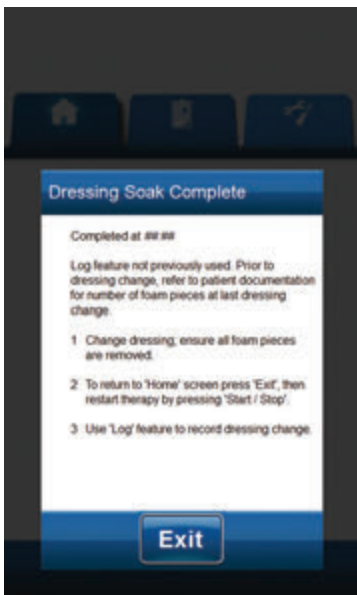 Dressing Soak Complete
Completed at ##:##
Log feature not previously used. Prior to
dressing change, refer to patient documentation
for number of foam pieces at last dressing
change.
1 Change dressing; ensure all foam pieces
are removed.
2 To return to 'Home' screen press 'Exit', then
restart therapy by pressing 'Start / Stop'.
3 Use 'Log' feature to record dressing change.
Exit